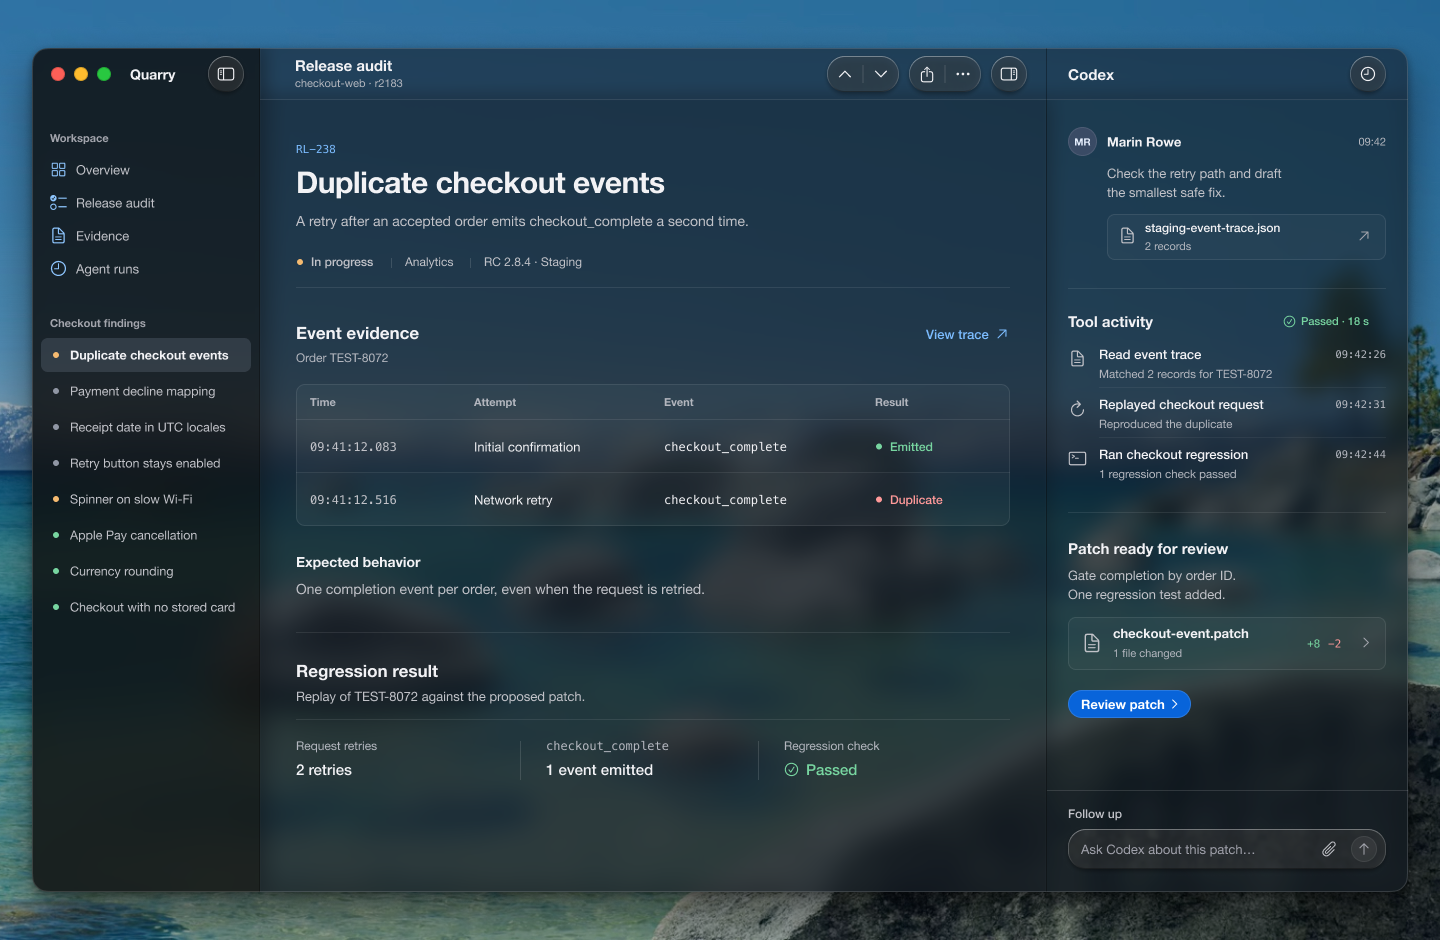 Quarry
Workspace
Overview
Release audit
Evidence
Agent runs
Checkout findings
Duplicate checkout events
Payment decline mapping
Receipt date in UTC locales
Retry button stays enabled
Spinner on slow Wi-Fi
Apple Pay cancellation
Currency rounding
Checkout with no stored card
Release audit
checkout-web · r2183
RL-238
Duplicate checkout events
A retry after an accepted order emits checkout_complete a second time.
In progress Analytics RC 2.8.4 · Staging
Event evidence View trace
Order TEST-8072
Time Attempt Event Result
09:41:12.083 Initial confirmation checkout_complete Emitted
09:41:12.516 Network retry checkout_complete Duplicate
Expected behavior
One completion event per order, even when the request is retried.
Regression result
Replay of TEST-8072 against the proposed patch.
Request retries checkout_complete Regression check
2 retries 1 event emitted Passed
Codex
MR Marin Rowe 09:42
Check the retry path and draft
the smallest safe fix.
staging-event-trace.json
2 records
Tool activity Passed · 18 s
Read event trace 09:42:26
Matched 2 records for TEST-8072
Replayed checkout request 09:42:31
Reproduced the duplicate
Ran checkout regression 09:42:44
1 regression check passed
Patch ready for review
Gate completion by order ID.
One regression test added.
checkout-event.patch +8 −2
1 file changed
Review patch
Follow up
Ask Codex about this patch…